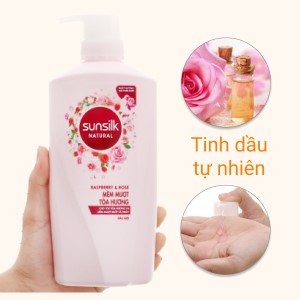 sunsilk
NATURAL
RASPBERRY & ROSE
MỀM MƯỢT
TỎA HƯƠNG
Tinh dầu
tự nhiên